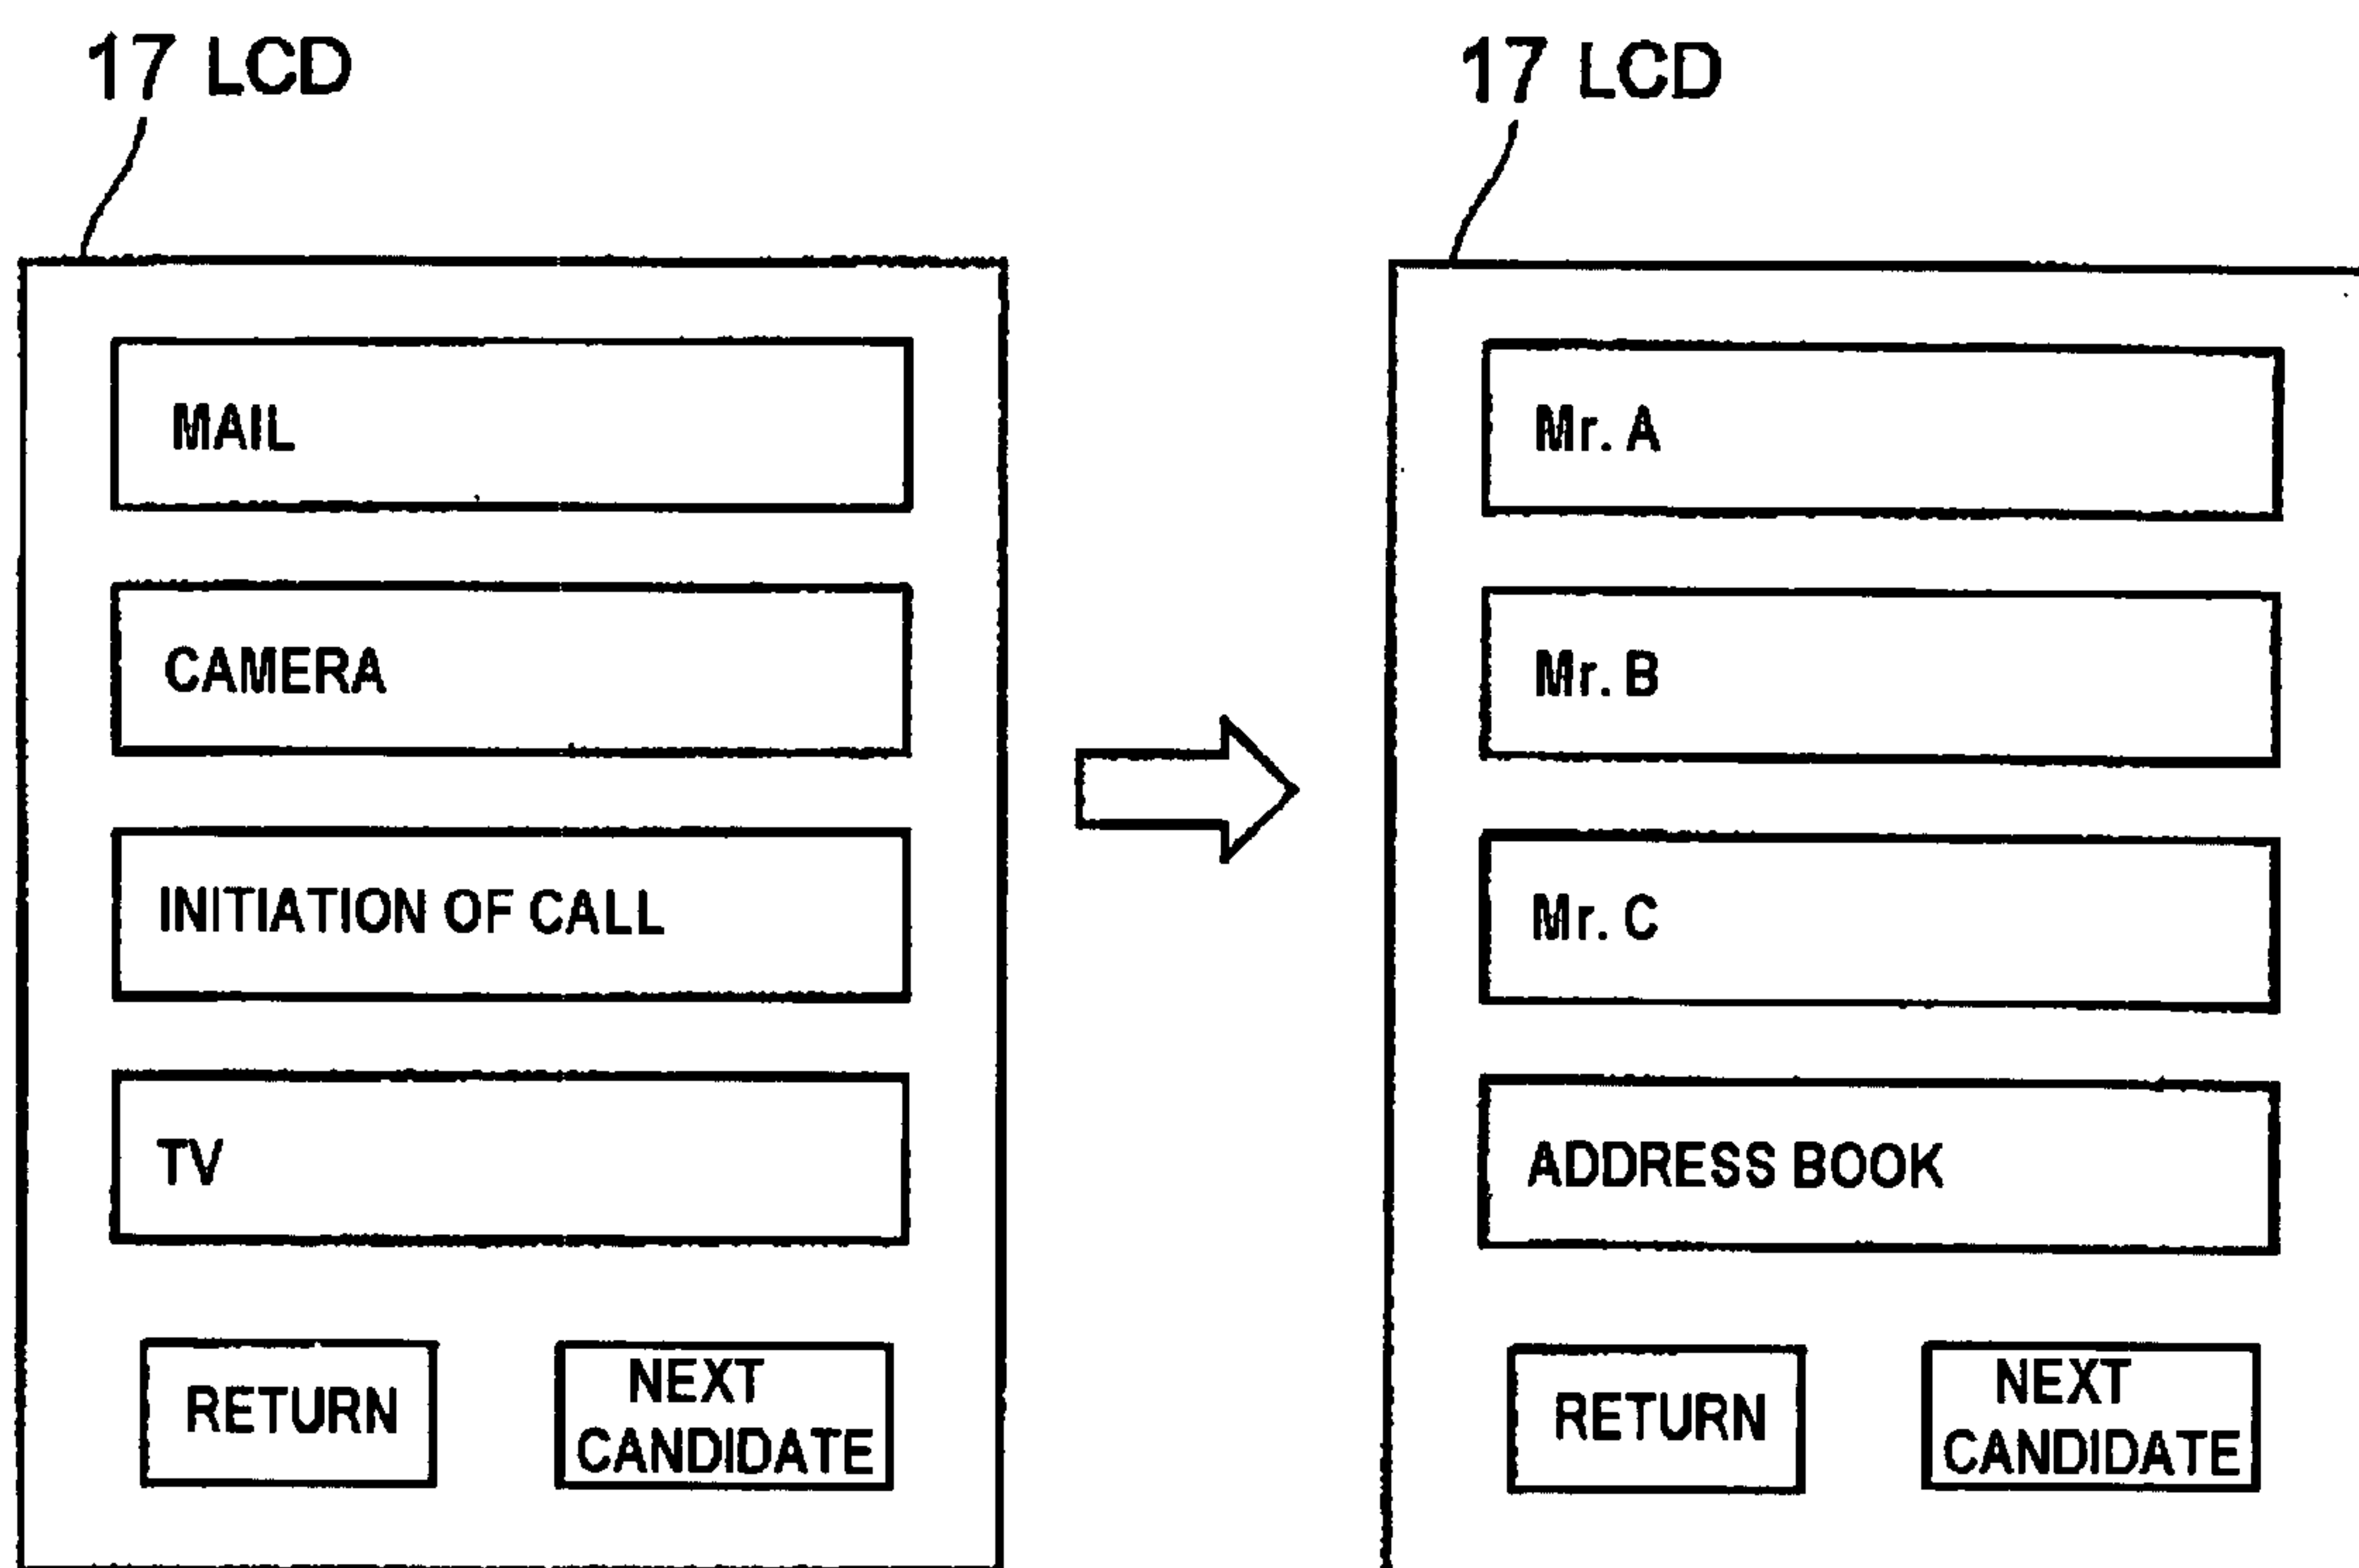 17 LCD
MAIL
CAMERA
INITIATION OF CALL
TV
RETURN
NEXT
CANDIDATE
17 LCD
Mr. A
Mr. B
Mr. C
ADDRESS BOOK
RETURN
NEXT
CANDIDATE